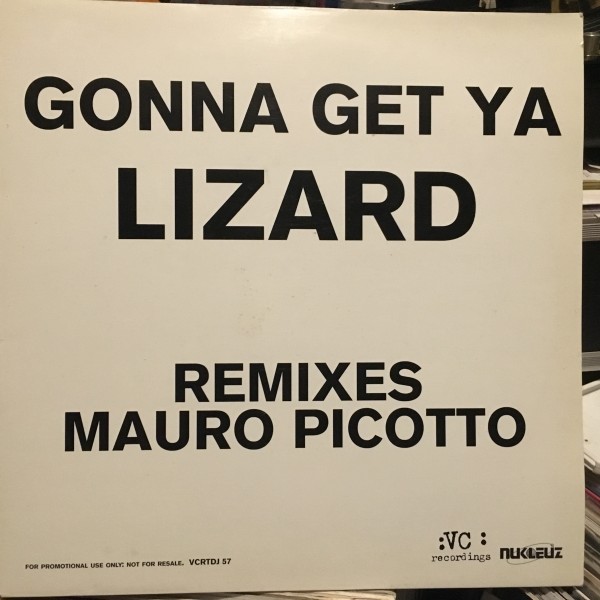 GONNA GET YA
LIZARD
REMIXES
MAURO PICOTTO
:VC :
recordings
NUKLEUZ
FOR PROMOTIONAL USE ONLY: NOT FOR RESALE. VCRTDJ 57